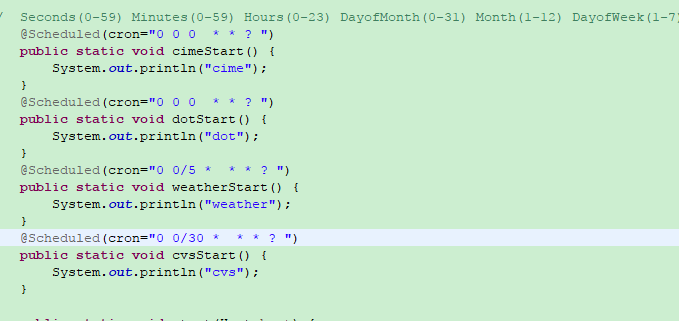 /  Seconds(0-59) Minutes(0-59) Hours(0-23) DayofMonth(0-31) Month(1-12) DayofWeek(1-7)
@Scheduled(cron="0 0 0  * * ? ")
public static void cimeStart() {
System.out.println("cime");
}
@Scheduled(cron="0 0 0  * * ? ")
public static void dotStart() {
System.out.println("dot");
}
@Scheduled(cron="0 0/5 *  * * ? ")
public static void weatherStart() {
System.out.println("weather");
}
@Scheduled(cron="0 0/30 *  * * ? ")
public static void cvsStart() {
System.out.println("cvs");
}